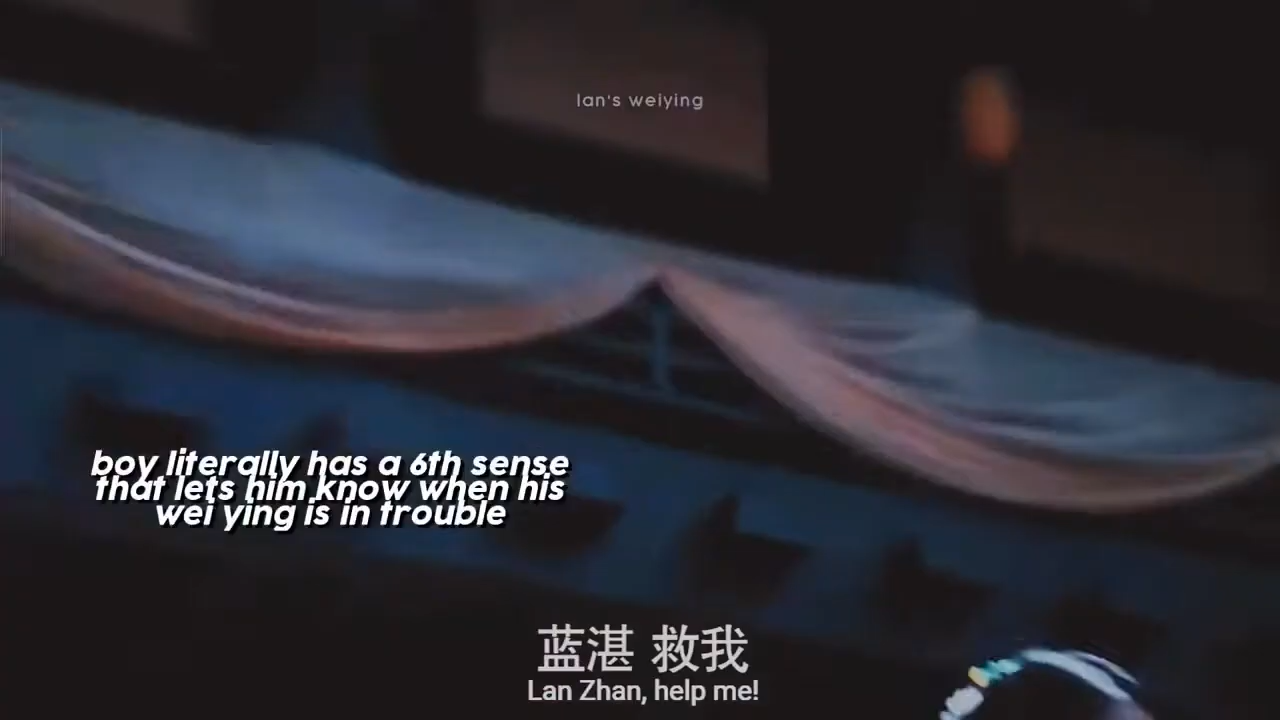 lan's weiying
boy literally has a 6th sense
that lets him know when his
wei ying is in trouble
蓝湛 救我
Lan Zhan, help me!